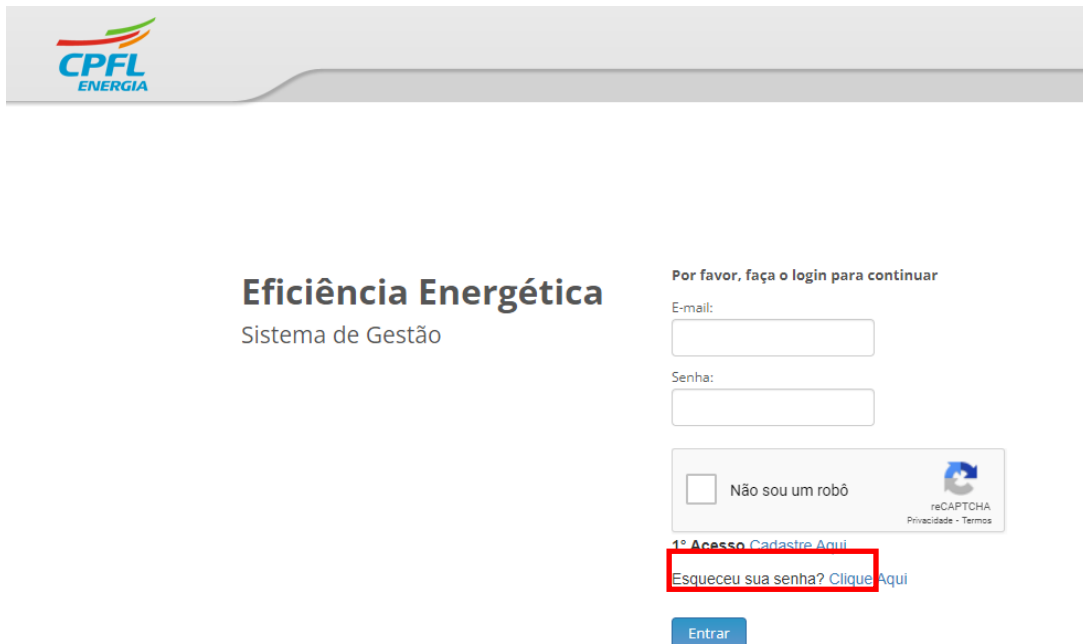 CPFL
ENERGIA
Eficiência Energética
Sistema de Gestão
Por favor, faça o login para continuar
E-mail:
Senha:
Não sou um robô
reCAPTCHA
Privacidade - Termos
1° Acesso Cadastre Aqui
Esqueceu sua senha? Clique Aqui
Entrar